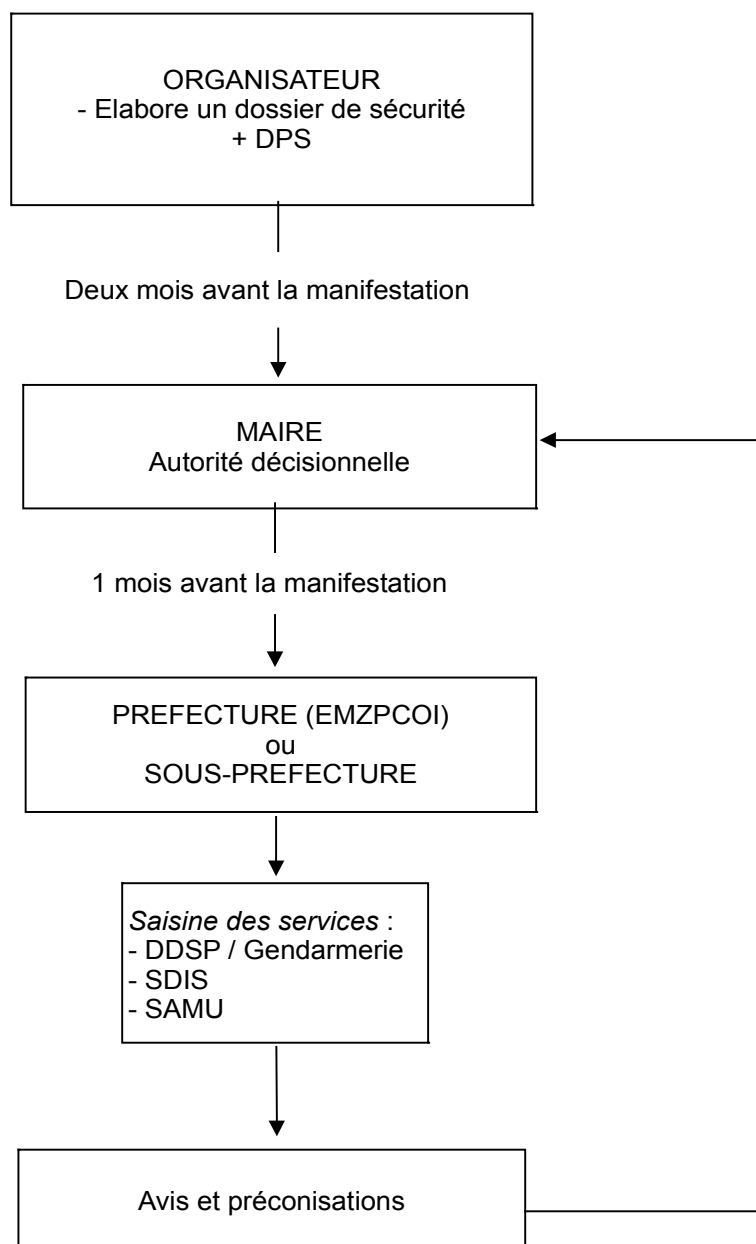 ORGANISATEUR
- Elabore un dossier de sécurité
+ DPS
Deux mois avant la manifestation
MAIRE
Autorité décisionnelle
1 mois avant la manifestation
PREFECTURE (EMZPCOI)
ou
SOUS-PREFECTURE
Saisine des services :
- DDSP / Gendarmerie
- SDIS
- SAMU
Avis et préconisations